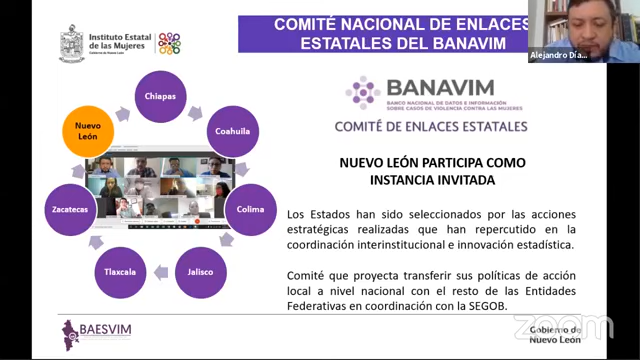 Instituto Estatal
de las Mujeres
Gobierno de Nuevo León
COMITÉ NACIONAL DE ENLACES
ESTATALES DEL BANAVIM
Alejandro Día...
Chiapas
Coahuila
Colima
Jalisco
Tlaxcala
Zacatecas
Nuevo
León
BANAVIM
BANCO NACIONAL DE DATOS E INFORMACIÓN
SOBRE CASOS DE VIOLENCIA CONTRA LAS MUJERES
COMITÉ DE ENLACES ESTATALES
NUEVO LEÓN PARTICIPA COMO
INSTANCIA INVITADA
Los Estados han sido seleccionados por las acciones
estratégicas realizadas que han repercutido en la
coordinación interinstitucional e innovación estadística.
Comité que proyecta transferir sus políticas de acción
local a nivel nacional con el resto de las Entidades
Federativas en coordinación con la SEGOB.
BAESVIM
Gobierno de
Nuevo León
zoom